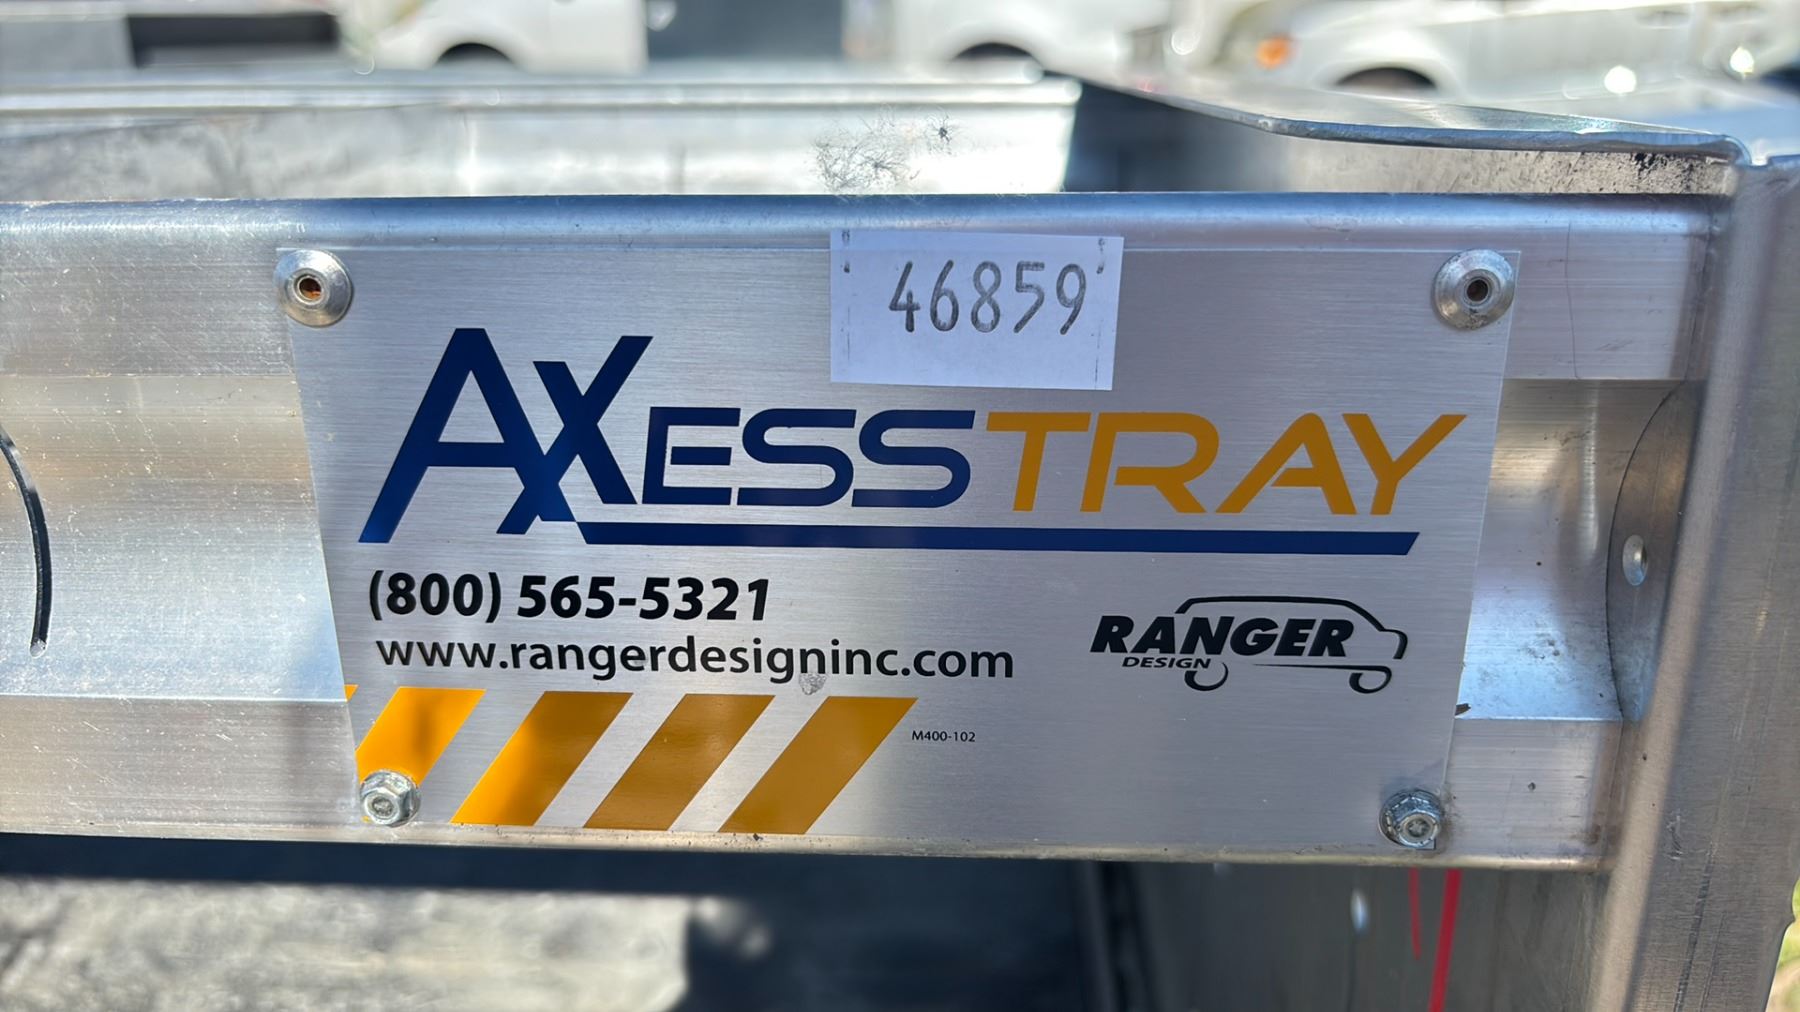 46859
AXESSTRAY
(800) 565-5321
www.rangerdesigninc.com
RANGER
DESIGN
M400-102